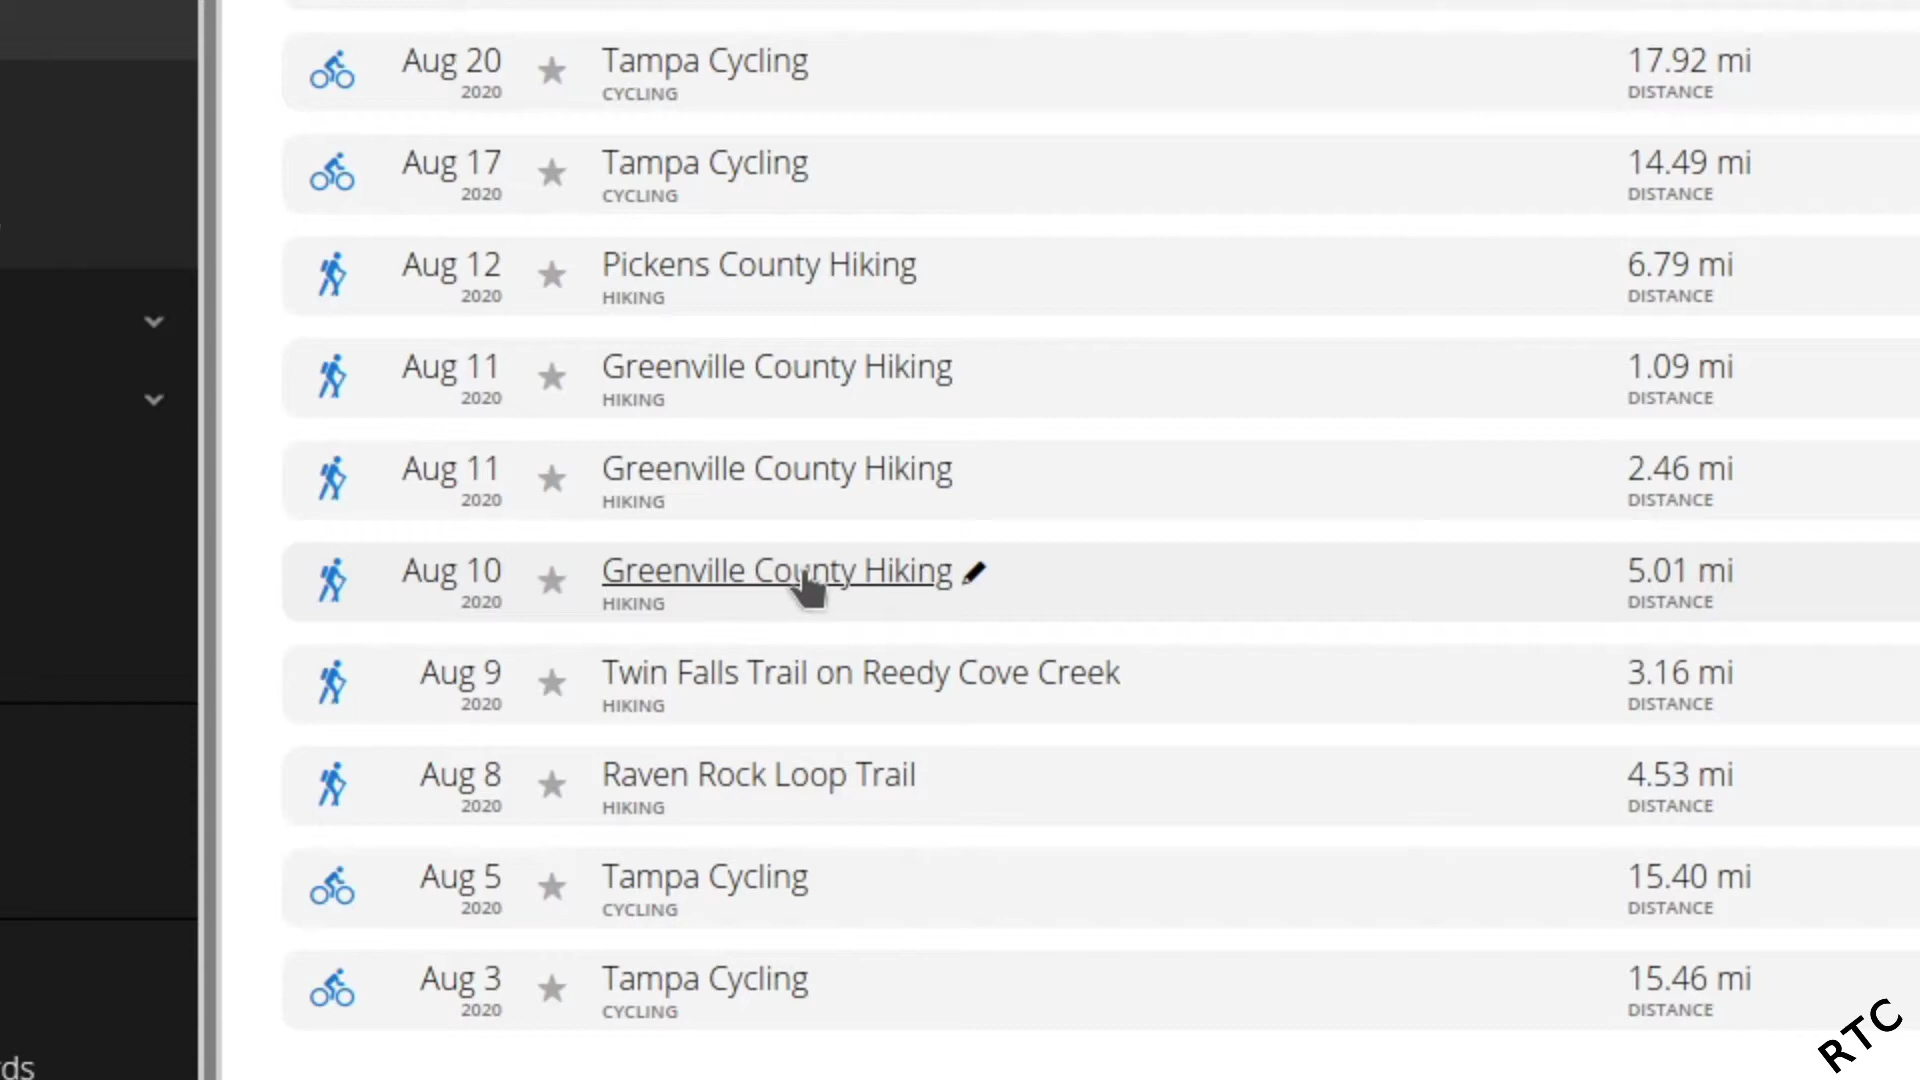 Aug 20 Tampa Cycling 17.92 mi
2020 CYCLING DISTANCE
Aug 17 Tampa Cycling 14.49 mi
2020 CYCLING DISTANCE
Aug 12 Pickens County Hiking 6.79 mi
2020 HIKING DISTANCE
Aug 11 Greenville County Hiking 1.09 mi
2020 HIKING DISTANCE
Aug 11 Greenville County Hiking 2.46 mi
2020 HIKING DISTANCE
Aug 10 Greenville County Hiking 5.01 mi
2020 HIKING DISTANCE
Aug 9 Twin Falls Trail on Reedy Cove Creek 3.16 mi
2020 HIKING DISTANCE
Aug 8 Raven Rock Loop Trail 4.53 mi
2020 HIKING DISTANCE
Aug 5 Tampa Cycling 15.40 mi
2020 CYCLING DISTANCE
Aug 3 Tampa Cycling 15.46 mi
2020 CYCLING DISTANCE
RTC